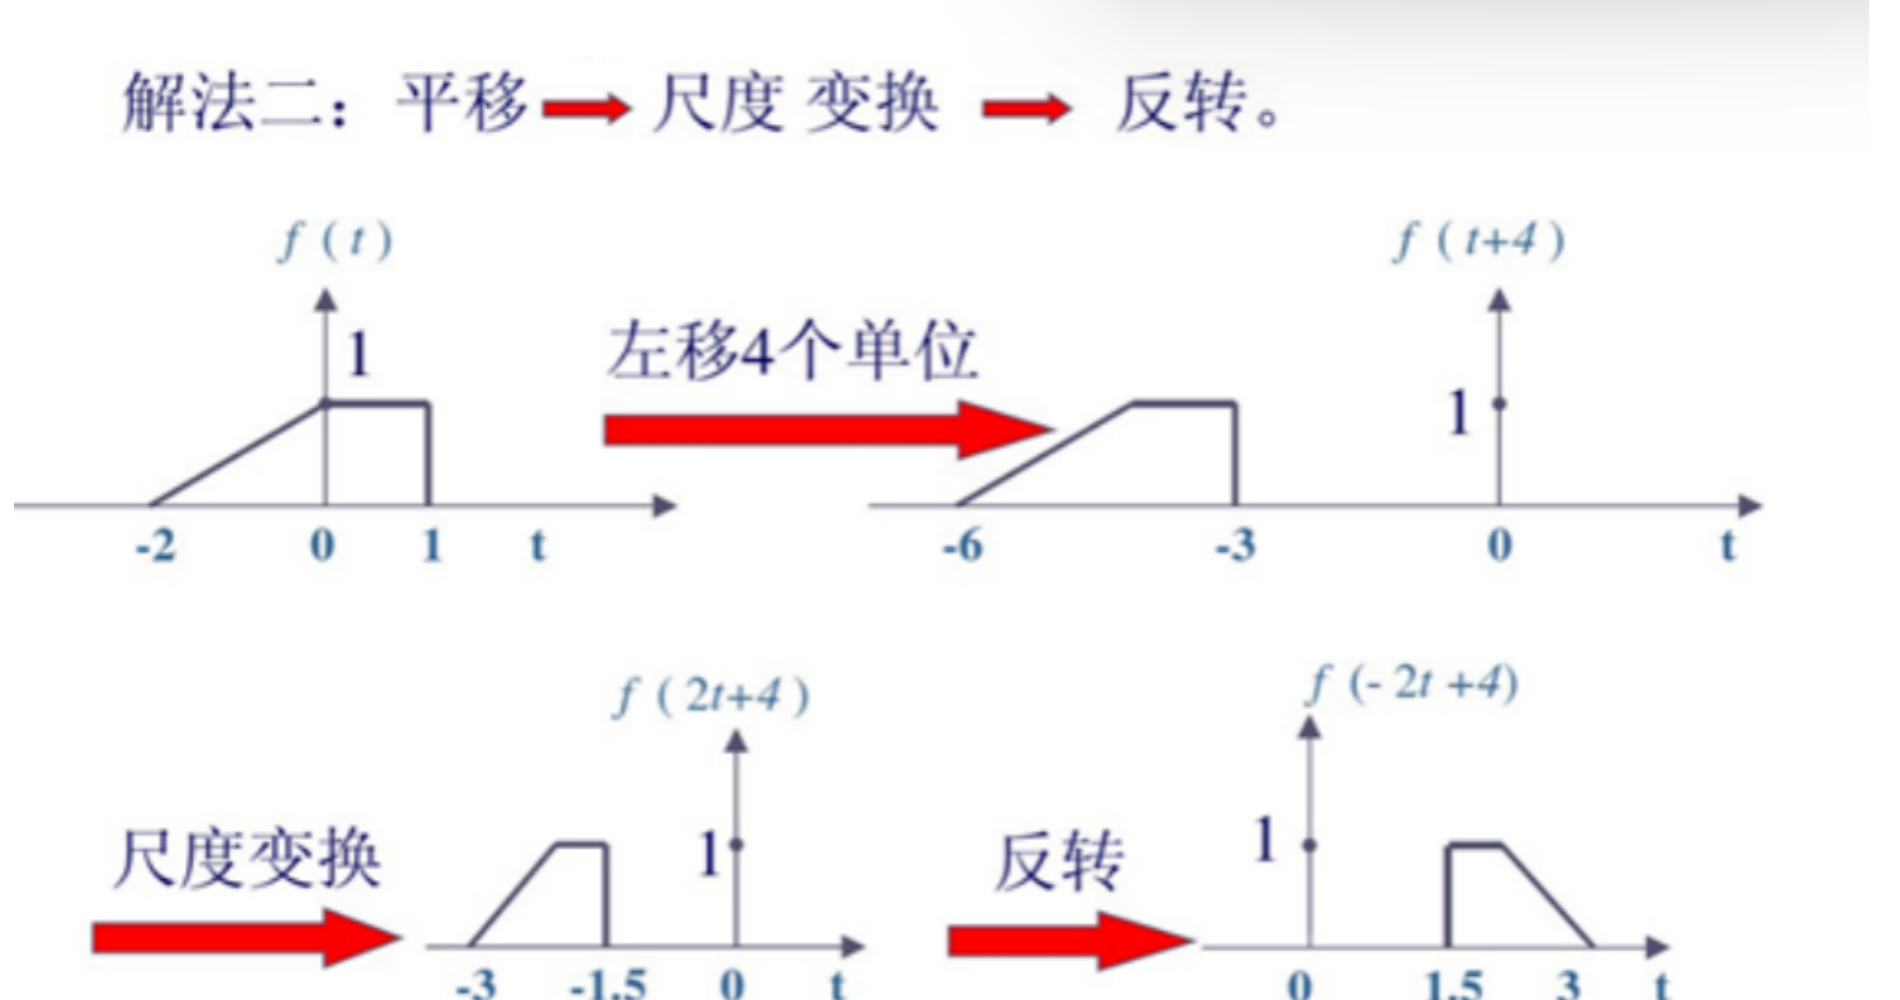 解法二：平移 尺度 变换 反转。
f ( t )
1
-2 0 1 t
左移4个单位
f ( t+4 )
1
-6 -3 0 t
尺度变换
f ( 2t+4 )
1
-3 -1.5 0 t
反转
f (- 2t +4)
1
0 1.5 3 t